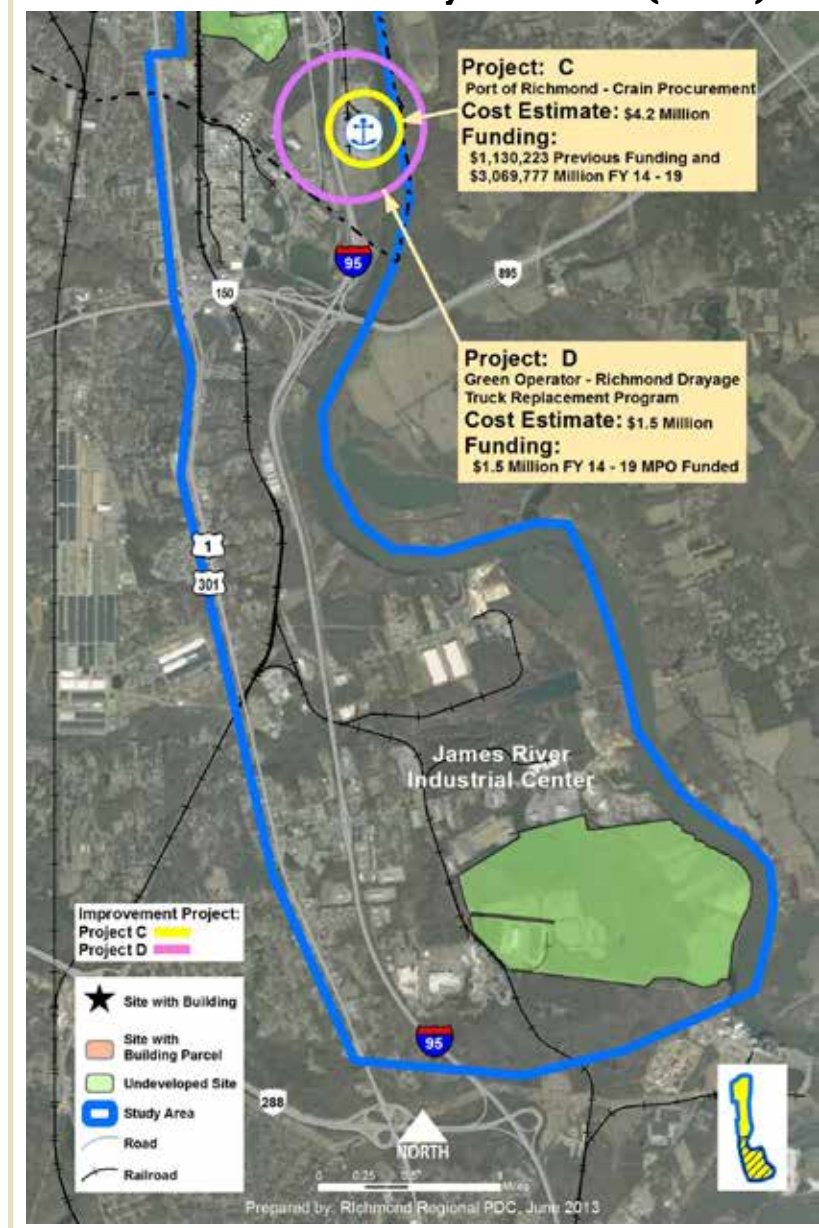 Project: C
Port of Richmond - Crain Procurement
Cost Estimate: $4.2 Million
Funding:
$1,130,223 Previous Funding and
$3,069,777 Million FY 14 - 19
95
895
150
Project: D
Green Operator - Richmond Drayage
Truck Replacement Program
Cost Estimate: $1.5 Million
Funding:
$1.5 Million FY 14 - 19 MPO Funded
1
301
James River
Industrial Center
Improvement Project:
Project C
Project D
Site with Building
Site with
Building Parcel
Undeveloped Site
Study Area
Road
Railroad
95
288
NORTH
0 0.25 0.5 1
Miles
Prepared by: Richmond Regional PDC, June 2013